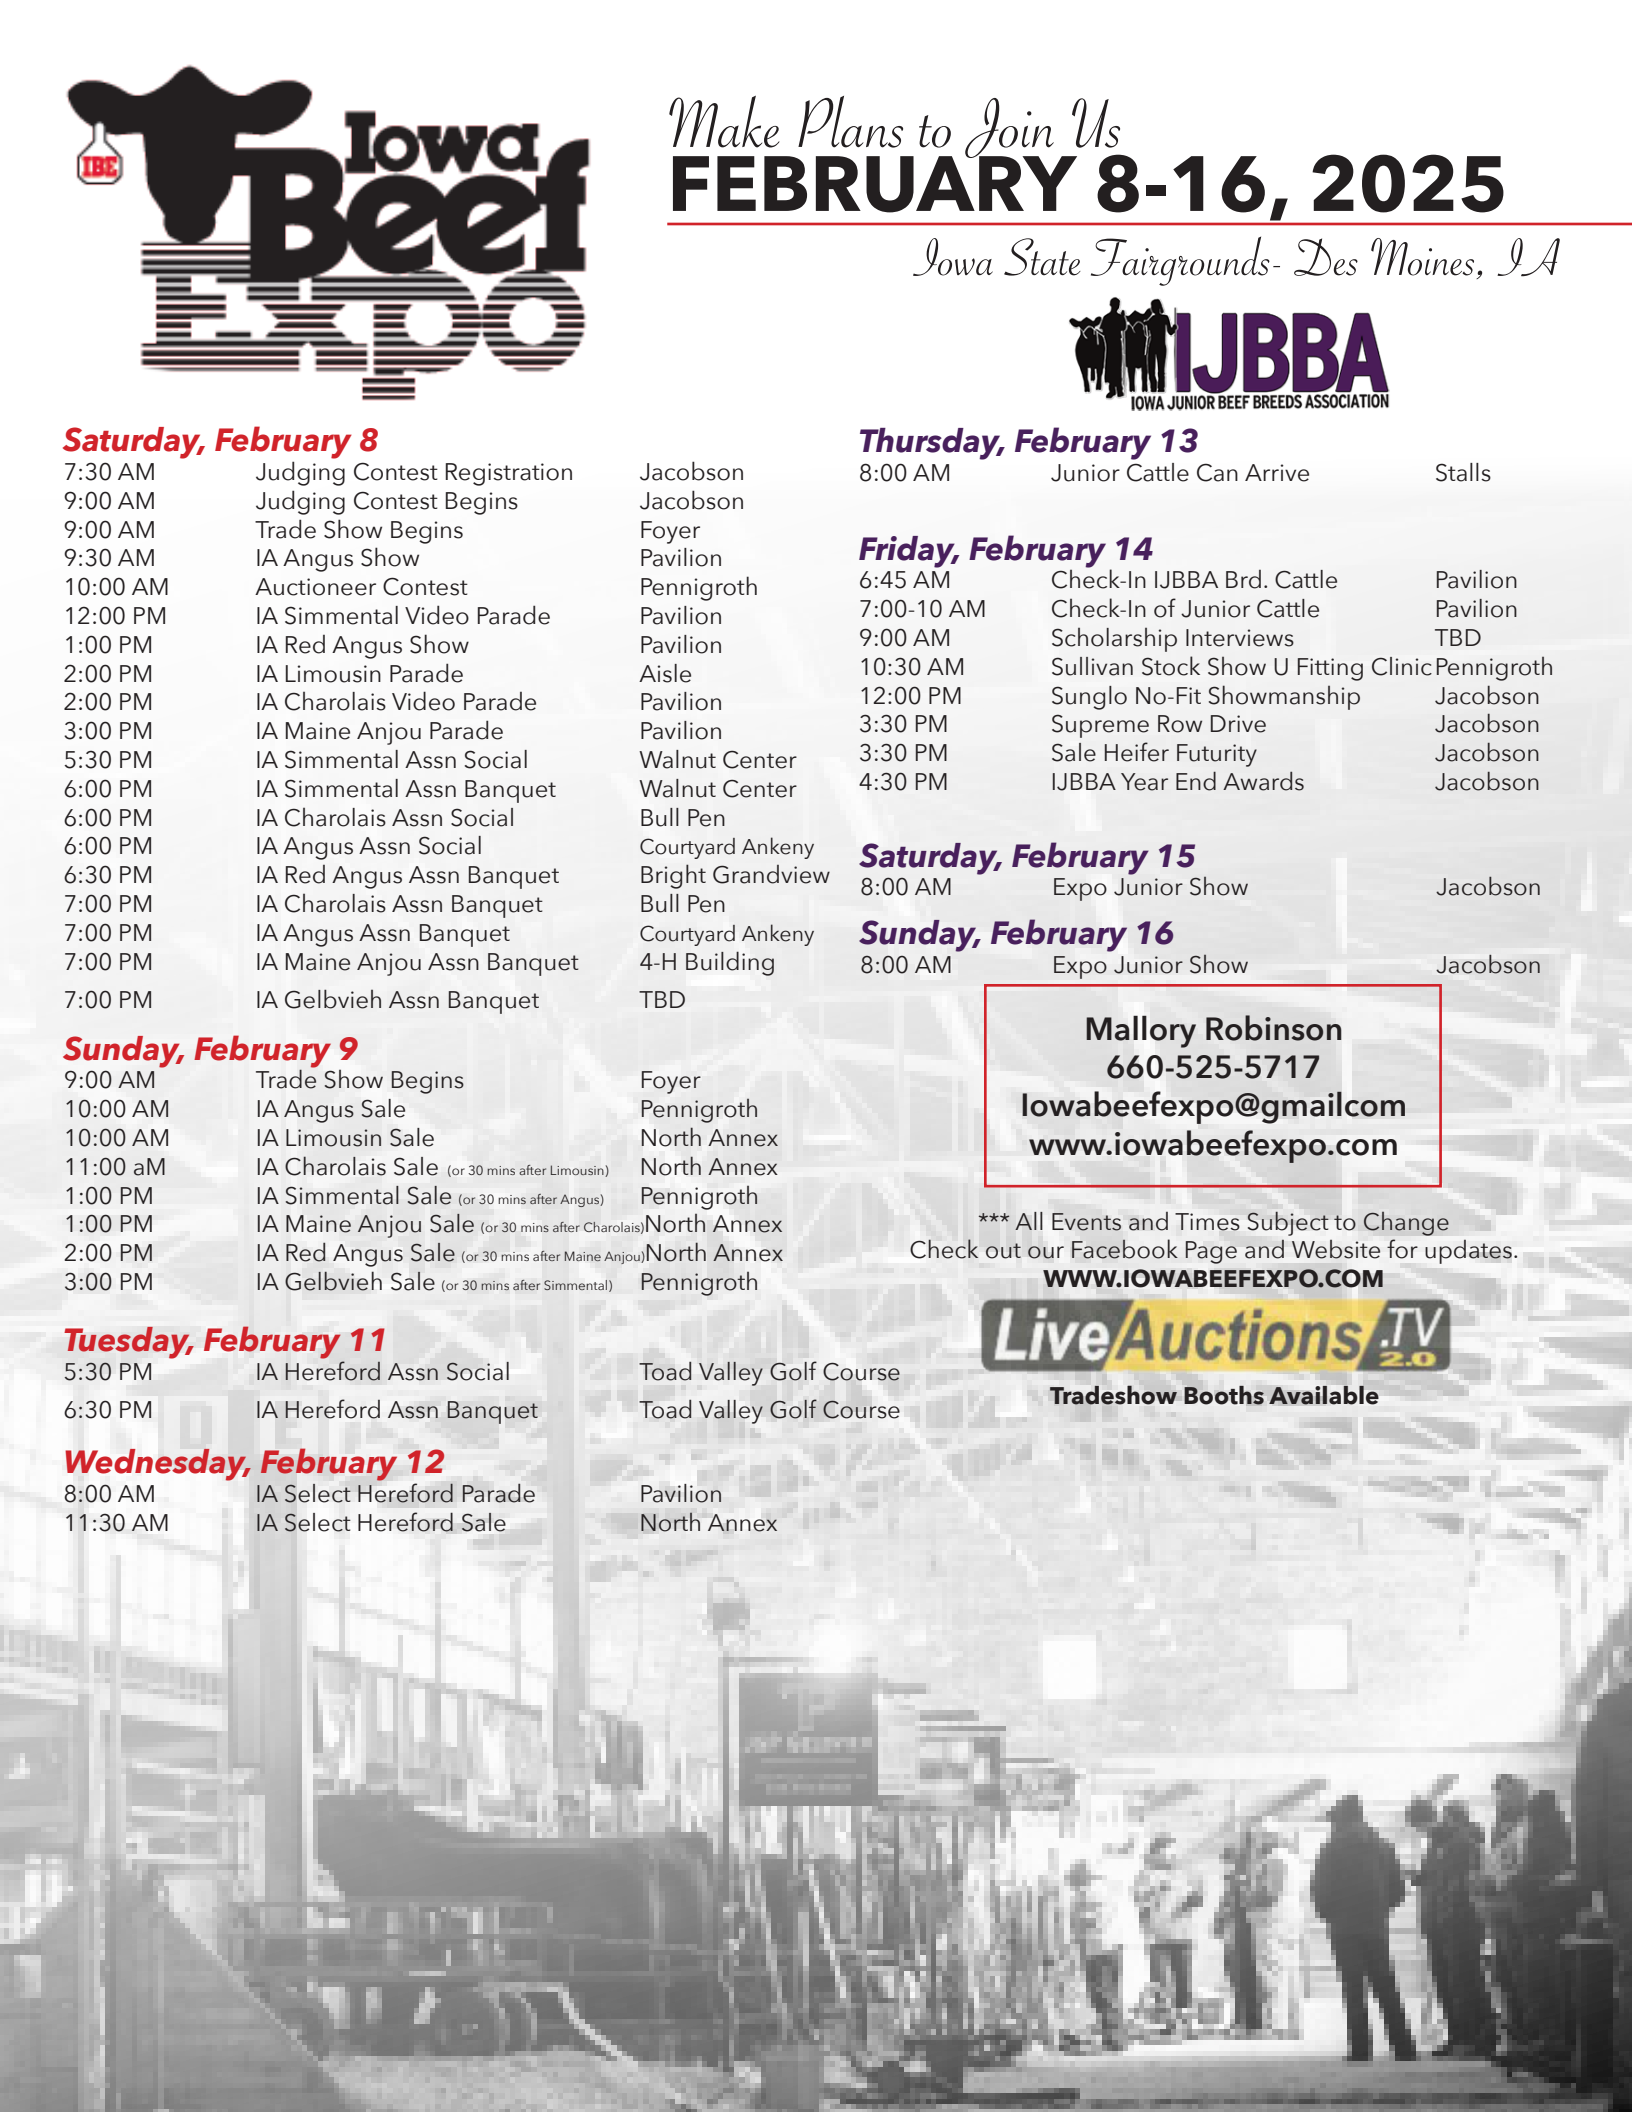 IBE
Iowa
Beef
Expo
Make Plans to Join Us
FEBRUARY 8-16, 2025
Iowa State Fairgrounds- Des Moines, IA
IJBBA
IOWA JUNIOR BEEF BREEDS ASSOCIATION
Saturday, February 8
7:30 AM Judging Contest Registration Jacobson
9:00 AM Judging Contest Begins Jacobson
9:00 AM Trade Show Begins Foyer
9:30 AM IA Angus Show Pavilion
10:00 AM Auctioneer Contest Pennigroth
12:00 PM IA Simmental Video Parade Pavilion
1:00 PM IA Red Angus Show Pavilion
2:00 PM IA Limousin Parade Aisle
2:00 PM IA Charolais Video Parade Pavilion
3:00 PM IA Maine Anjou Parade Pavilion
5:30 PM IA Simmental Assn Social Walnut Center
6:00 PM IA Simmental Assn Banquet Walnut Center
6:00 PM IA Charolais Assn Social Bull Pen
6:00 PM IA Angus Assn Social Courtyard Ankeny
6:30 PM IA Red Angus Assn Banquet Bright Grandview
7:00 PM IA Charolais Assn Banquet Bull Pen
7:00 PM IA Angus Assn Banquet Courtyard Ankeny
7:00 PM IA Maine Anjou Assn Banquet 4-H Building
7:00 PM IA Gelbvieh Assn Banquet TBD
Sunday, February 9
9:00 AM Trade Show Begins Foyer
10:00 AM IA Angus Sale Pennigroth
10:00 AM IA Limousin Sale North Annex
11:00 aM IA Charolais Sale (or 30 mins after Limousin) North Annex
1:00 PM IA Simmental Sale (or 30 mins after Angus) Pennigroth
1:00 PM IA Maine Anjou Sale (or 30 mins after Charolais)North Annex
2:00 PM IA Red Angus Sale (or 30 mins after Maine Anjou)North Annex
3:00 PM IA Gelbvieh Sale (or 30 mins after Simmental) Pennigroth
Tuesday, February 11
5:30 PM IA Hereford Assn Social Toad Valley Golf Course
6:30 PM IA Hereford Assn Banquet Toad Valley Golf Course
Wednesday, February 12
8:00 AM IA Select Hereford Parade Pavilion
11:30 AM IA Select Hereford Sale North Annex
Thursday, February 13
8:00 AM Junior Cattle Can Arrive Stalls
Friday, February 14
6:45 AM Check-In IJBBA Brd. Cattle Pavilion
7:00-10 AM Check-In of Junior Cattle Pavilion
9:00 AM Scholarship Interviews TBD
10:30 AM Sullivan Stock Show U Fitting Clinic Pennigroth
12:00 PM Sunglo No-Fit Showmanship Jacobson
3:30 PM Supreme Row Drive Jacobson
3:30 PM Sale Heifer Futurity Jacobson
4:30 PM IJBBA Year End Awards Jacobson
Saturday, February 15
8:00 AM Expo Junior Show Jacobson
Sunday, February 16
8:00 AM Expo Junior Show Jacobson
Mallory Robinson
660-525-5717
Iowabeefexpo@gmailcom
www.iowabeefexpo.com
*** All Events and Times Subject to Change
Check out our Facebook Page and Website for updates.
WWW.IOWABEEFEXPO.COM
LiveAuctions.TV
2.0
Tradeshow Booths Available